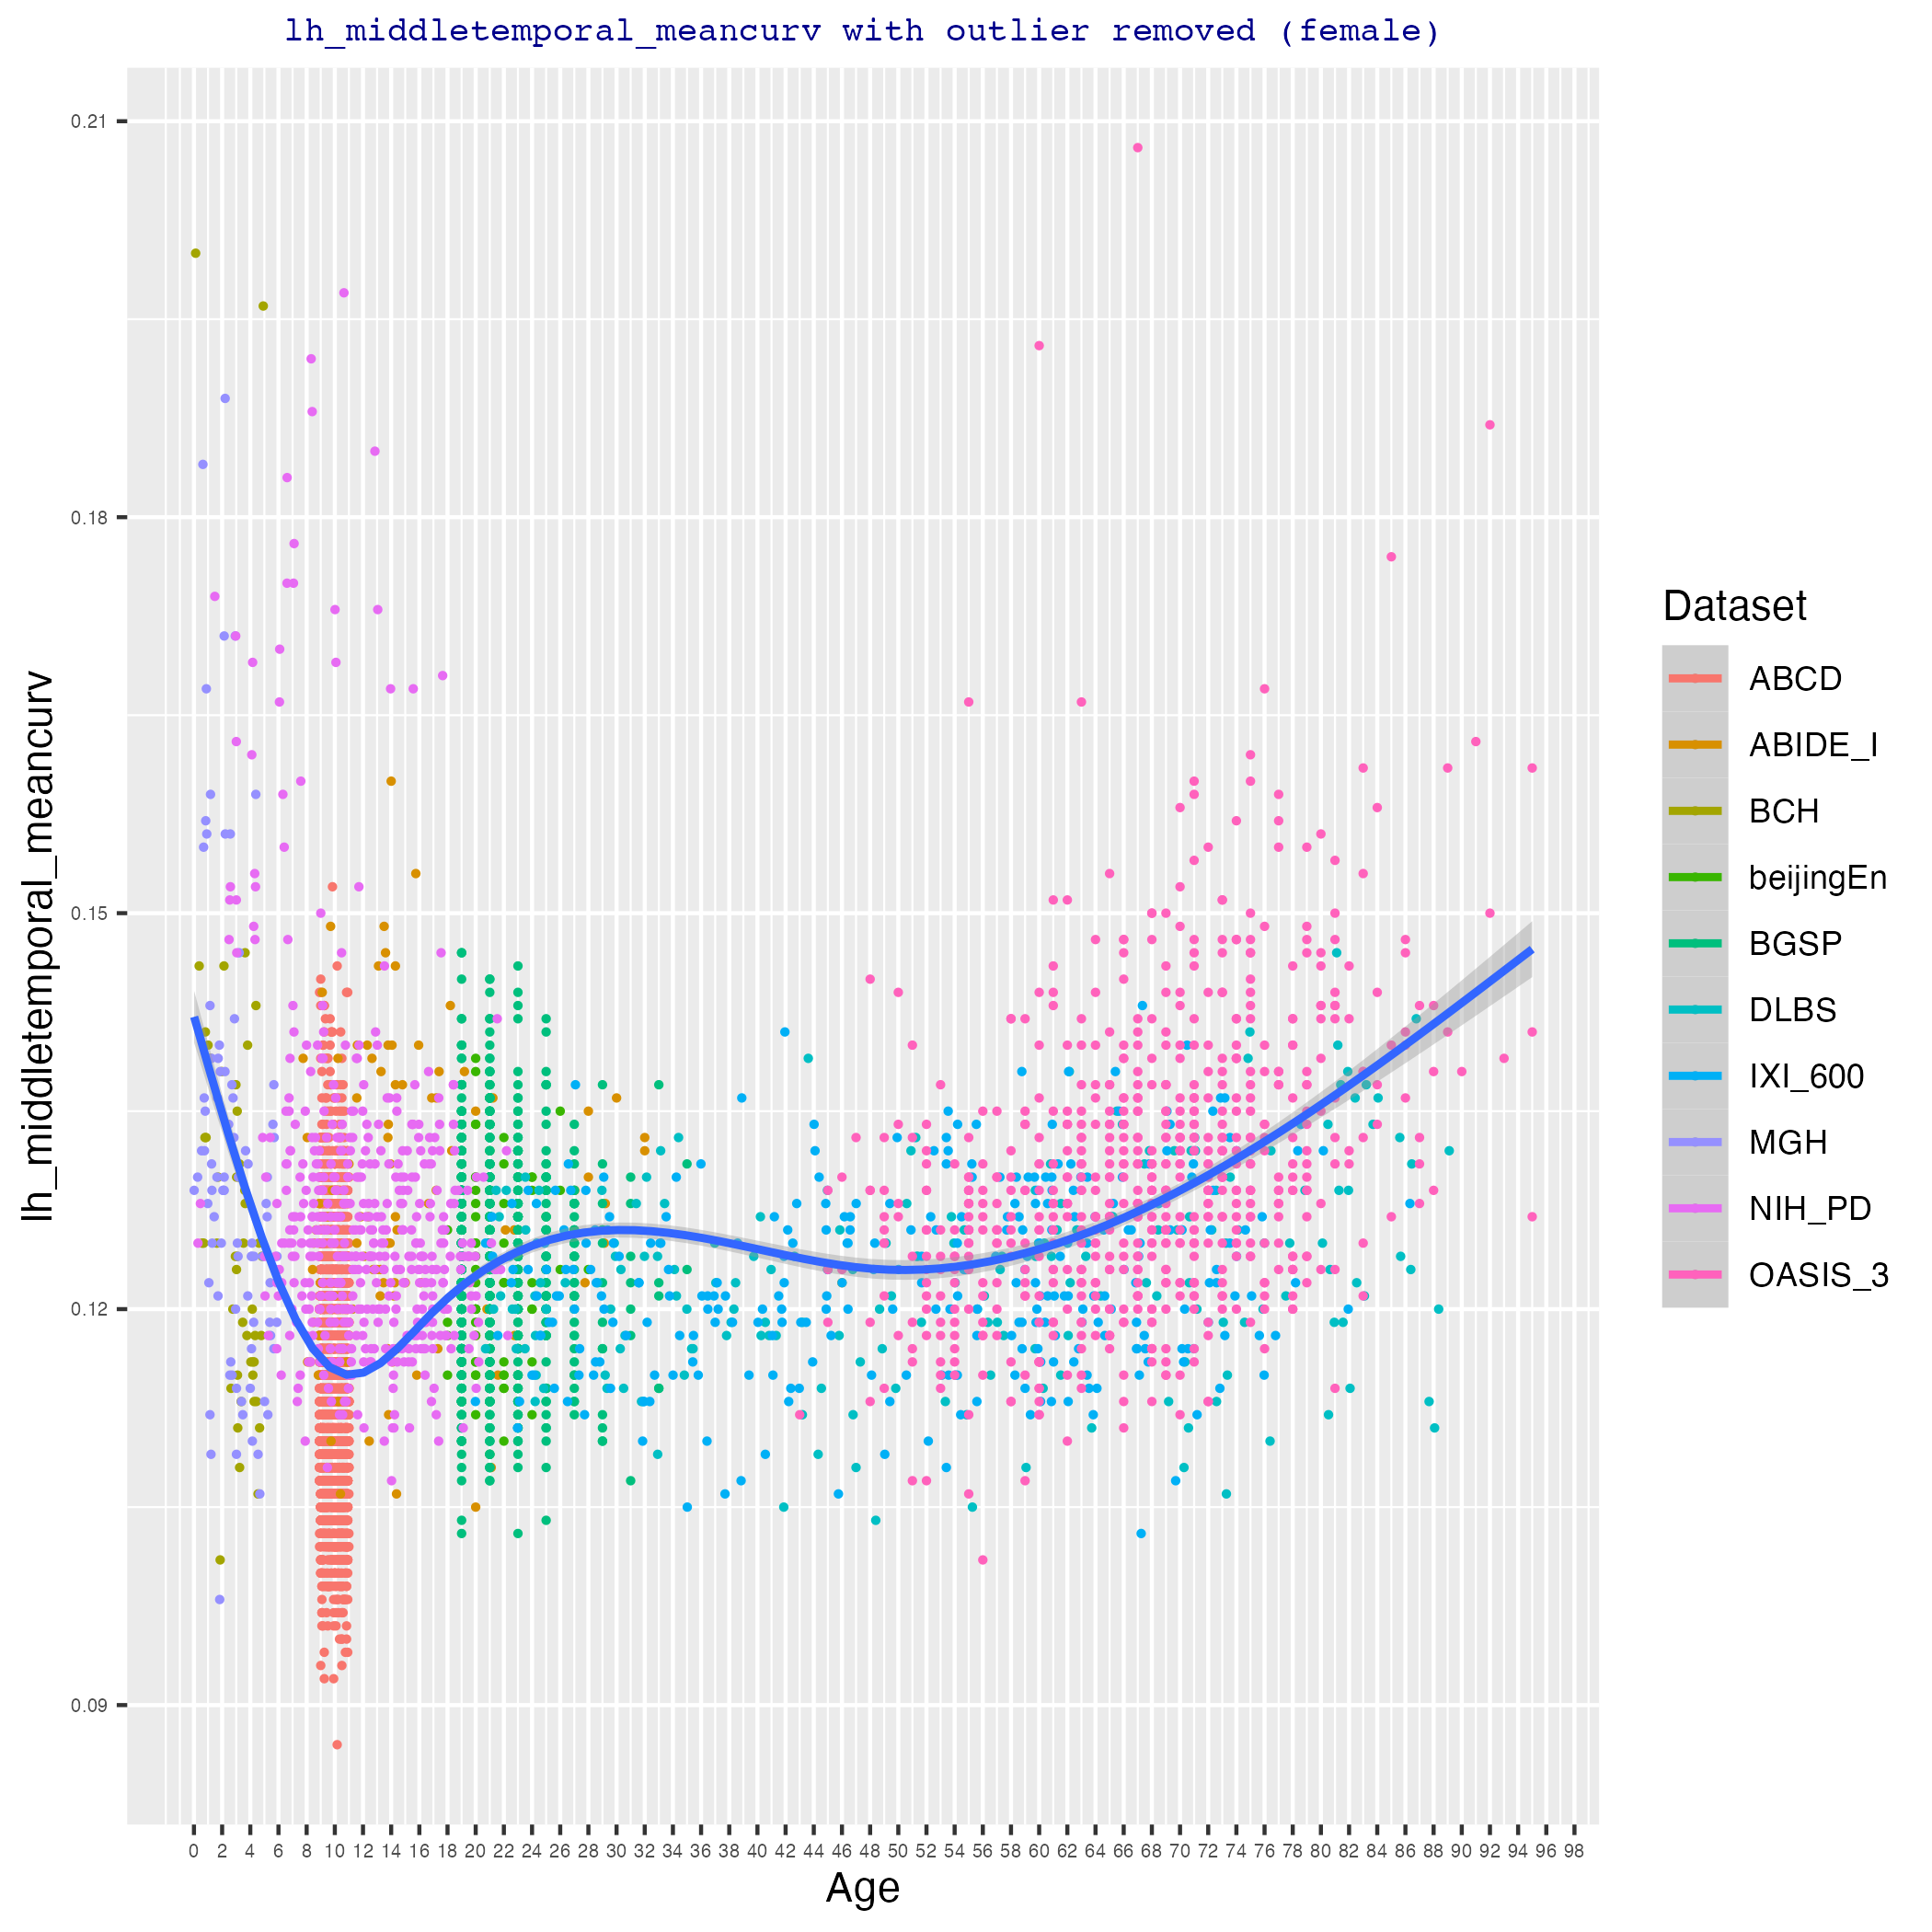 lh_middletemporal_meancurv with outlier removed (female)
lh_middletemporal_meancurv
0.21
0.18
0.15
0.12
0.09
0 2 4 6 8 10 12 14 16 18 20 22 24 26 28 30 32 34 36 38 40 42 44 46 48 50 52 54 56 58 60 62 64 66 68 70 72 74 76 78 80 82 84 86 88 90 92 94 96 98
Age
Dataset
ABCD
ABIDE_I
BCH
beijingEn
BGSP
DLBS
IXI_600
MGH
NIH_PD
OASIS_3